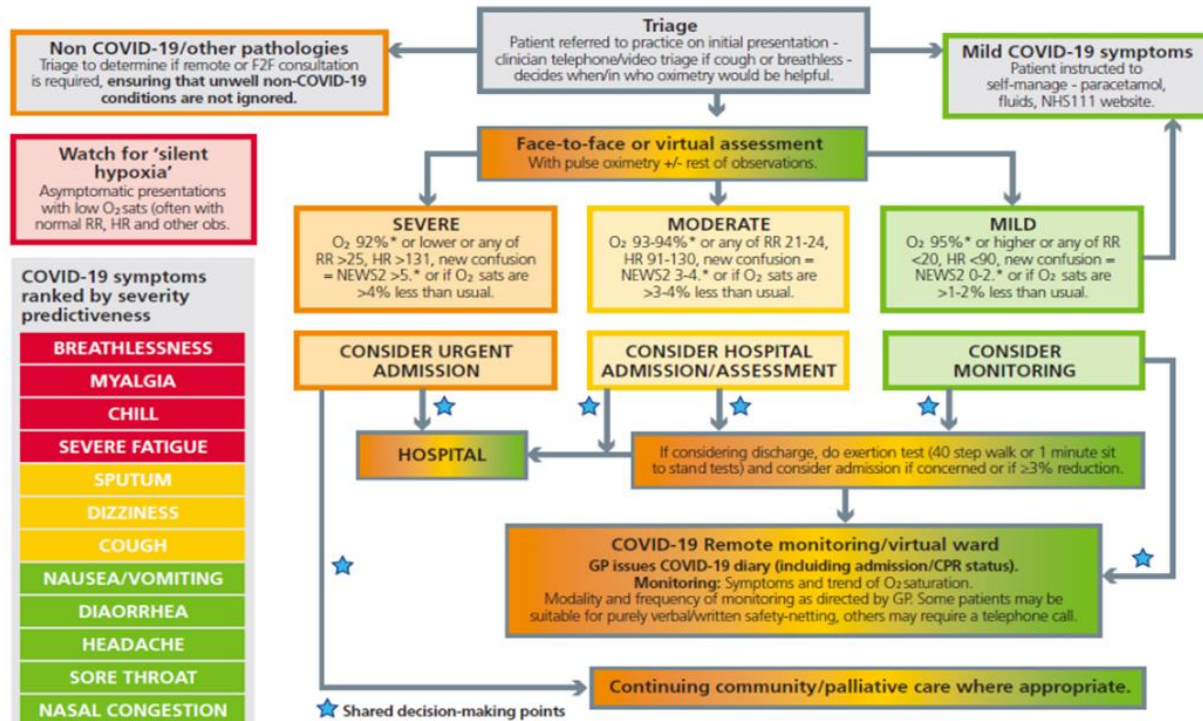 Triage
Patient referred to practice on initial presentation -
clinician telephone/video triage if cough or breathless -
decides when/in who oximetry would be helpful.
Non COVID-19/other pathologies
Triage to determine if remote or F2F consultation
is required, ensuring that unwell non-COVID-19
conditions are not ignored.
Mild COVID-19 symptoms
Patient instructed to
self-manage - paracetamol,
fluids, NHS111 website.
Watch for ‘silent
hypoxia’
Asymptomatic presentations
with low O₂ sats (often with
normal RR, HR and other obs.
Face-to-face or virtual assessment
With pulse oximetry +/- rest of observations.
SEVERE
O₂ 92%* or lower or any of
RR >25, HR >131, new confusion
= NEWS2 >5.* or if O₂ sats are
>4% less than usual.
MODERATE
O₂ 93-94%* or any of RR 21-24,
HR 91-130, new confusion =
NEWS2 3-4.* or if O₂ sats are
>3-4% less than usual.
MILD
O₂ 95%* or higher or any of RR
<20, HR <90, new confusion =
NEWS2 0-2.* or if O₂ sats are
>1-2% less than usual.
COVID-19 symptoms
ranked by severity
predictiveness
BREATHLESSNESS
MYALGIA
CHILL
SEVERE FATIGUE
SPUTUM
DIZZINESS
COUGH
NAUSEA/VOMITING
DIAORRHEA
HEADACHE
SORE THROAT
NASAL CONGESTION
CONSIDER URGENT
ADMISSION
CONSIDER HOSPITAL
ADMISSION/ASSESSMENT
CONSIDER
MONITORING
HOSPITAL
If considering discharge, do exertion test (40 step walk or 1 minute sit
to stand tests) and consider admission if concerned or if ≥3% reduction.
COVID-19 Remote monitoring/virtual ward
GP issues COVID-19 diary (including admission/CPR status).
Monitoring: Symptoms and trend of O₂ saturation.
Modality and frequency of monitoring as directed by GP. Some patients may be
suitable for purely verbal/written safety-netting, others may require a telephone call.
Continuing community/palliative care where appropriate.
Shared decision-making points